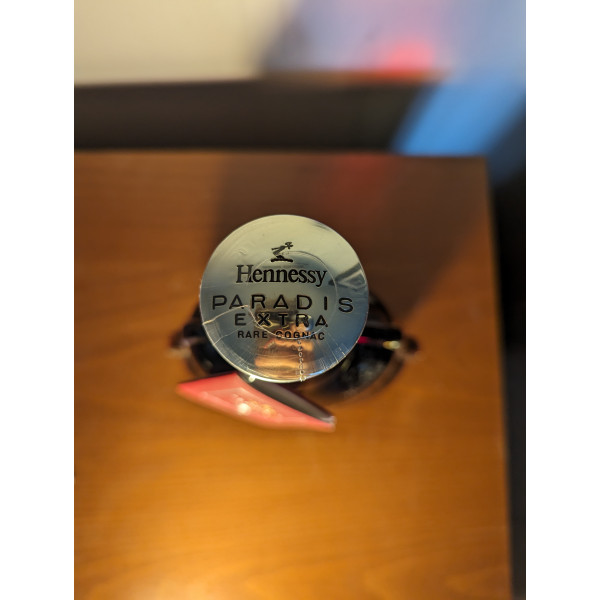 Hennessy
PARADIS
EXTRA
RARE COGNAC